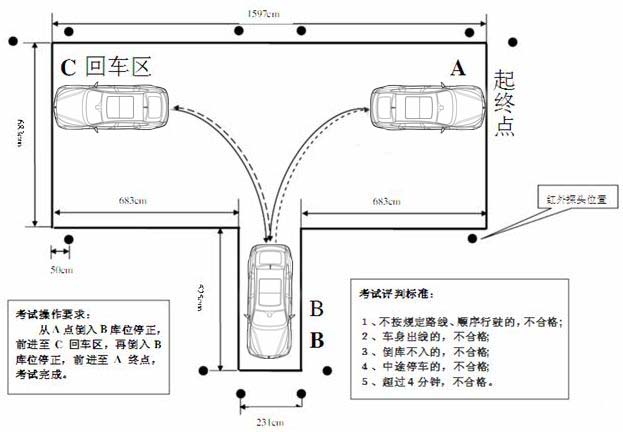 1597cm
C 回车区
A
起终点
683cm
683cm
683cm
红外探头位置
50cm
B
B
231cm
考试操作要求:
从A点倒入B库位停正,
前进至C 回车区,再倒入B
库位停正,前进至 A 终点,
考试完成。
考试评判标准:
1、不按规定路线、顺序行驶的,不合格;
2、车身出线的,不合格;
3、倒库不入的,不合格;
4、中途停车的,不合格;
5、超过4分钟,不合格。